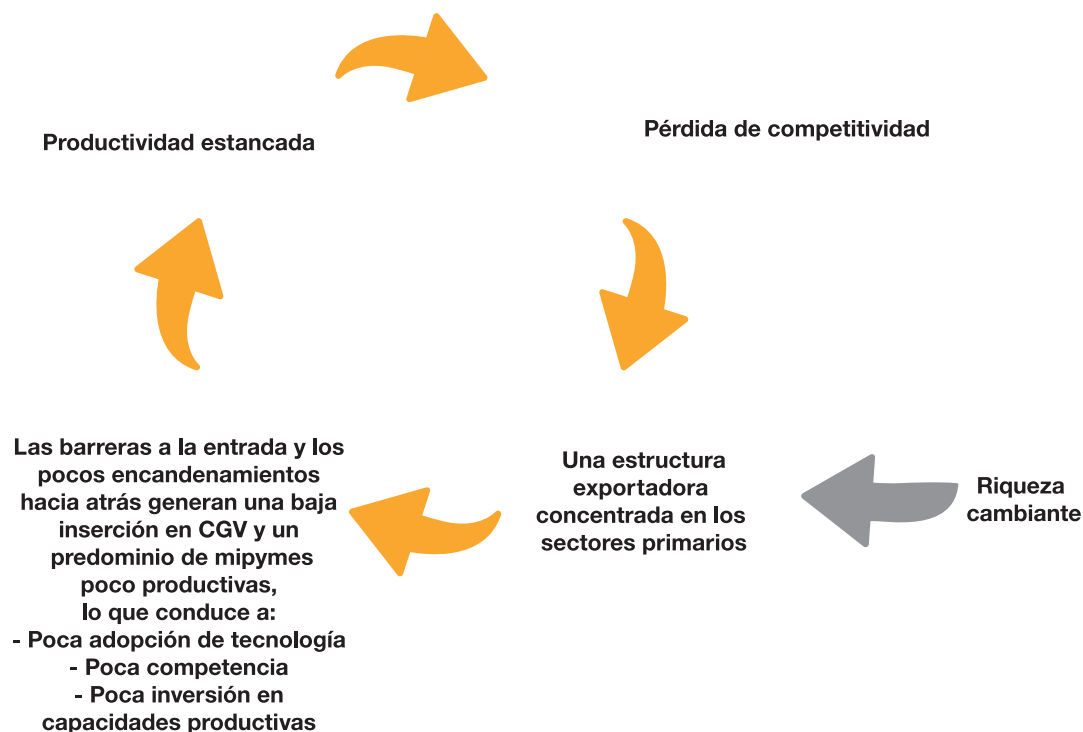 Productividad estancada
Pérdida de competitividad
Las barreras a la entrada y los
pocos encandenamientos
hacia atrás generan una baja
inserción en CGV y un
predominio de mipymes
poco productivas,
lo que conduce a:
- Poca adopción de tecnología
- Poca competencia
- Poca inversión en
capacidades productivas
Una estructura
exportadora
concentrada en los
sectores primarios
Riqueza
cambiante